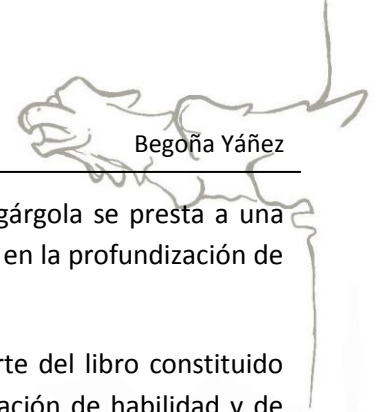 Begoña Yáñez
gárgola se presta a una
en la profundización de
rte del libro constituido
ación de habilidad y de